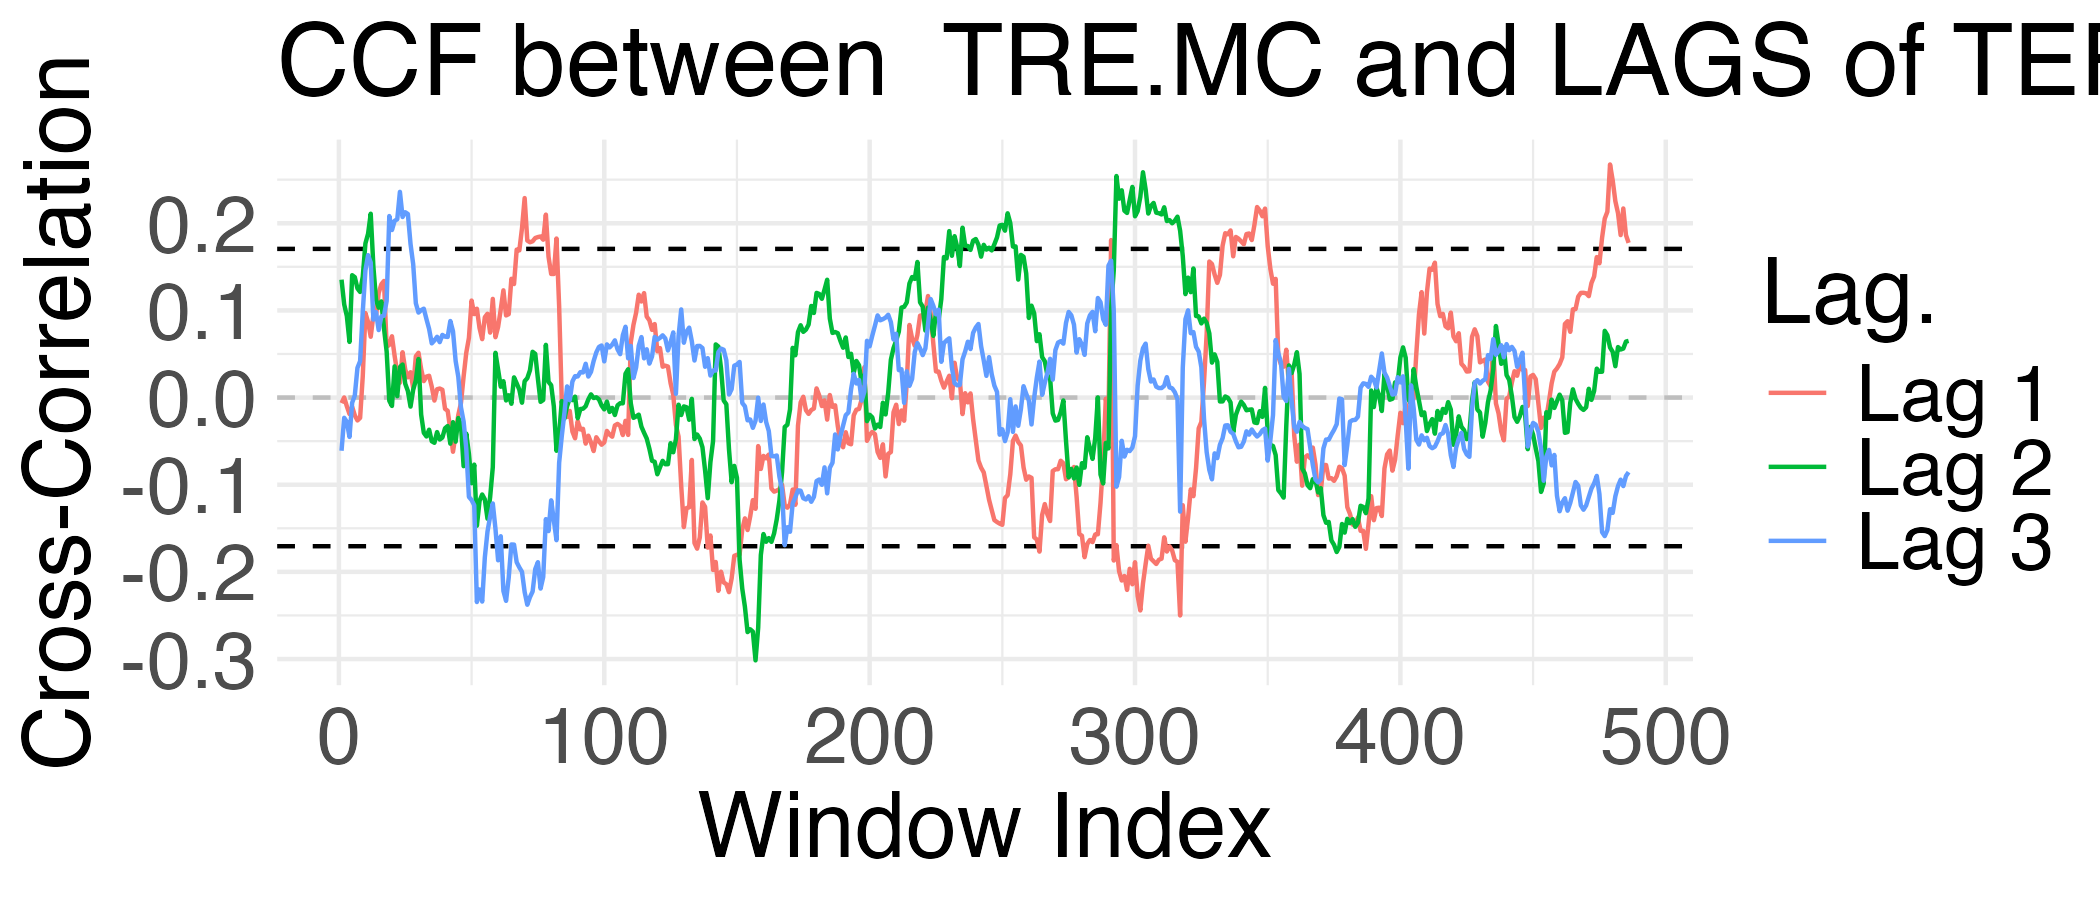 CCF between TRE.MC and LAGS of
Cross-Correlation
0.2
0.1
0.0
-0.1
-0.2
-0.3
0
100
200
300
400
500
Window Index
Lag.
Lag 1
Lag 2
Lag 3